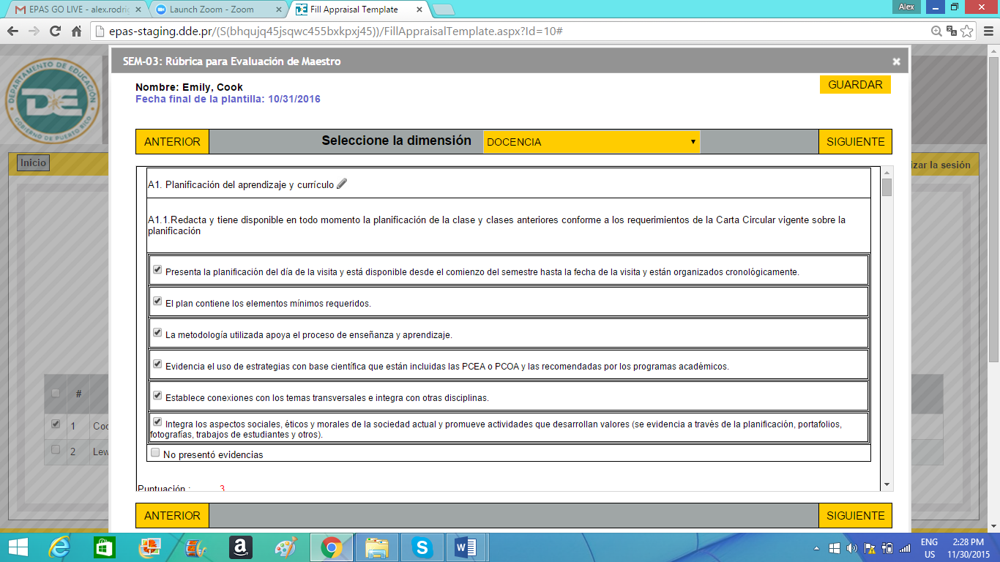 EPAS GO LIVE - alex.rodrig
Launch Zoom - Zoom
Fill Appraisal Template
Alex
epas-staging.dde.pr/(S(bhqujq45jsqwc455bxkpxj45))/FillAppraisalTemplate.aspx?Id=10#
SEM-03: Rúbrica para Evaluación de Maestro
DEPARTAMENTO DE EDUCACIÓN
DE
GOBIERNO DE PUERTO RICO
Nombre: Emily, Cook
GUARDAR
Fecha final de la plantilla: 10/31/2016
ANTERIOR
Seleccione la dimensión
DOCENCIA
SIGUIENTE
Inicio
izar la sesión
A1. Planificación del aprendizaje y currículo
A1.1.Redacta y tiene disponible en todo momento la planificación de la clase y clases anteriores conforme a los requerimientos de la Carta Circular vigente sobre la
planificación
Presenta la planificación del día de la visita y está disponible desde el comienzo del semestre hasta la fecha de la visita y están organizados cronológicamente.
El plan contiene los elementos mínimos requeridos.
La metodología utilizada apoya el proceso de enseñanza y aprendizaje.
Evidencia el uso de estrategias con base científica que están incluidas las PCEA o PCOA y las recomendadas por los programas académicos.
#
Establece conexiones con los temas transversales e integra con otras disciplinas.
1 Coo
Integra los aspectos sociales, éticos y morales de la sociedad actual y promueve actividades que desarrollan valores (se evidencia a través de la planificación, portafolios,
fotografías, trabajos de estudiantes y otros).
2 Lew
No presentó evidencias
Puntuación : 3
ANTERIOR
SIGUIENTE
ENG
US
2:28 PM
11/30/2015